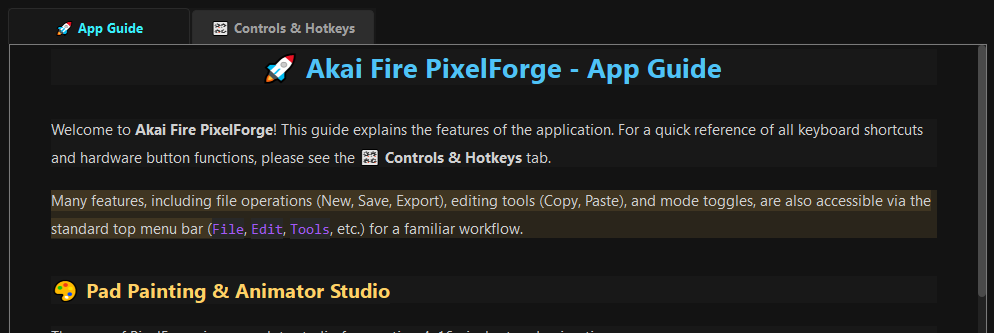 App Guide
Controls & Hotkeys
Akai Fire PixelForge - App Guide
Welcome to Akai Fire PixelForge! This guide explains the features of the application. For a quick reference of all keyboard shortcuts
and hardware button functions, please see the Controls & Hotkeys tab.
Many features, including file operations (New, Save, Export), editing tools (Copy, Paste), and mode toggles, are also accessible via the
standard top menu bar (File, Edit, Tools, etc.) for a familiar workflow.
Pad Painting & Animator Studio